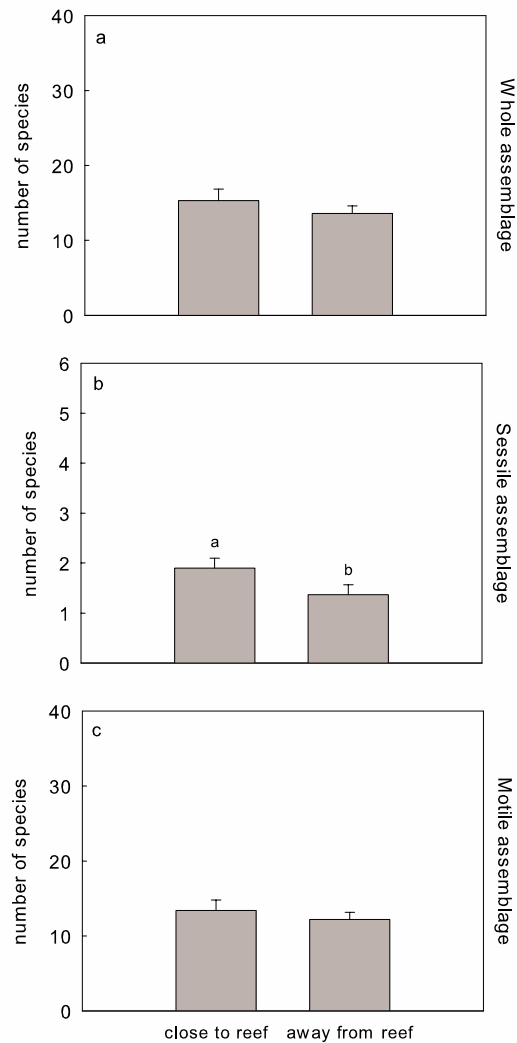 a
40
30
20
10
0
number of species
Whole assemblage
b
6
5
4
3
2
1
0
number of species
a
b
Sessile assemblage
c
40
30
20
10
0
number of species
Motile assemblage
close to reef away from reef